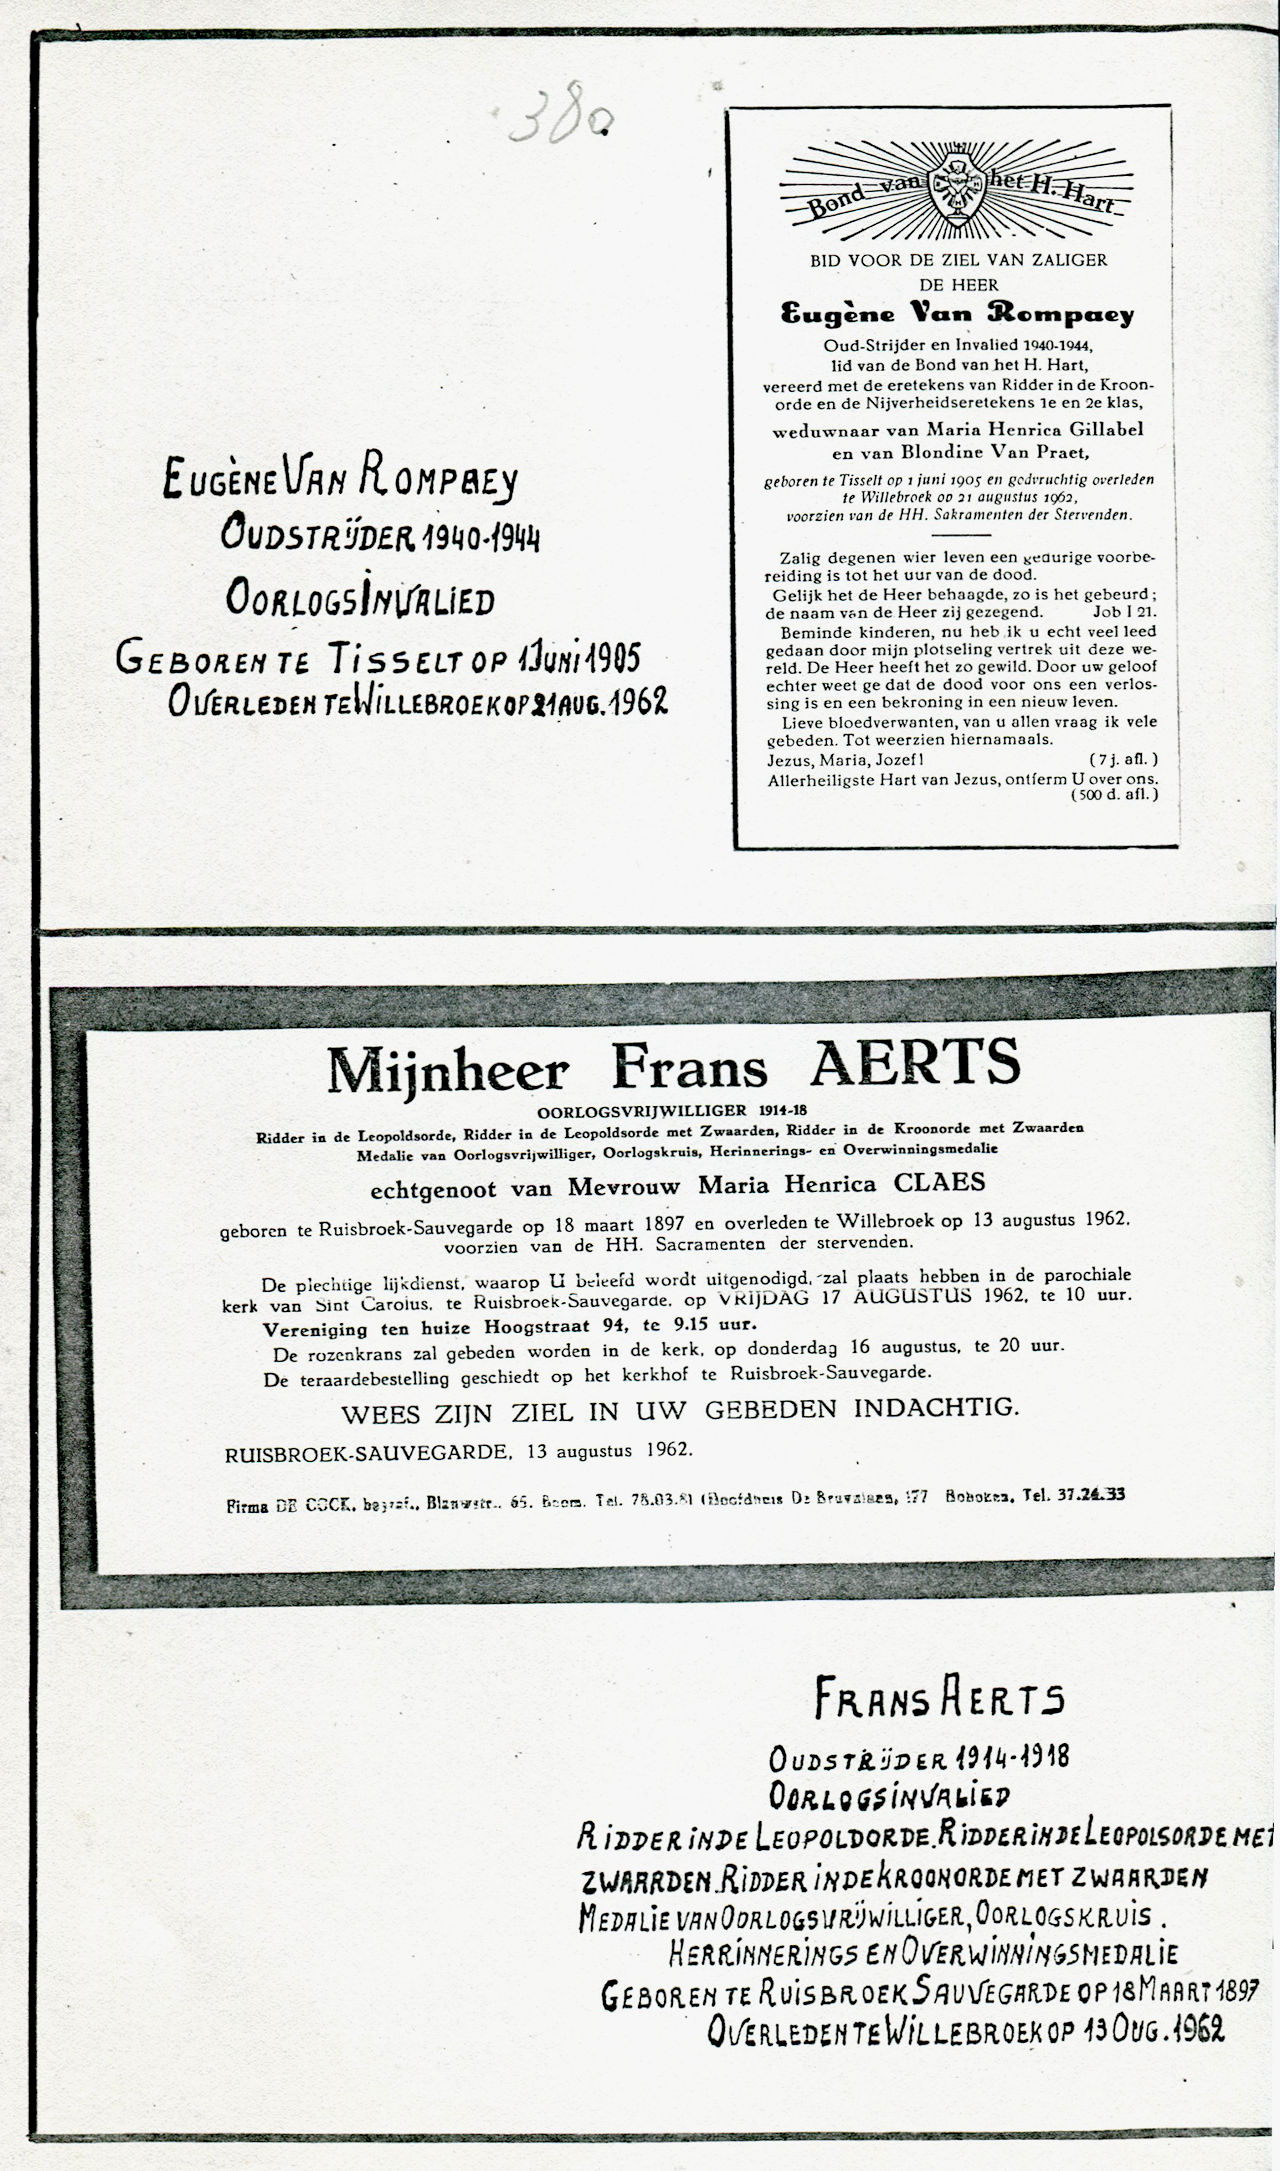 380
Bond van het H. Hart
BID VOOR DE ZIEL VAN ZALIGER
DE HEER
Eugène Van Rompaey
Oud-Strijder en Invalied 1940-1944,
lid van de Bond van het H. Hart,
vereerd met de eretekens van Ridder in de Kroon-
orde en de Nijverheidseretekens 1e en 2e klas,
weduwnaar van Maria Henrica Gillabel
en van Blondine Van Praet,
geboren te Tisselt op 1 juni 1905 en godvruchtig overleden
te Willebroek op 21 augustus 1962,
voorzien van de HH. Sakramenten der Stervenden.
Zalig degenen wier leven een gedurige voorbe-
reiding is tot het uur van de dood.
Gelijk het de Heer behaagde, zo is het gebeurd ;
de naam van de Heer zij gezegend. Job I 21.
Beminde kinderen, nu heb ik u echt veel leed
gedaan door mijn plotseling vertrek uit deze we-
reld. De Heer heeft het zo gewild. Door uw geloof
echter weet ge dat de dood voor ons een verlos-
sing is en een bekroning in een nieuw leven.
Lieve bloedverwanten, van u allen vraag ik vele
gebeden. Tot weerzien hiernamaals.
Jezus, Maria, Jozef! (7 j. afl.)
Allerheiligste Hart van Jezus, ontferm U over ons.
(500 d. afl.)
EUGÈNE VAN ROMPAEY
OUDSTRIJDER 1940-1944
OORLOGSINVALIED
GEBOREN TE TISSELT OP 1 JUNI 1905
OVERLEDEN TE WILLEBROEK OP 21 AUG. 1962
Mijnheer Frans AERTS
OORLOGSVRIJWILLIGER 1914-18
Ridder in de Leopoldsorde, Ridder in de Leopoldsorde met Zwaarden, Ridder in de Kroonorde met Zwaarden
Medalie van Oorlogsvrijwilliger, Oorlogskruis, Herinnerings- en Overwinningsmedalie
echtgenoot van Mevrouw Maria Henrica CLAES
geboren te Ruisbroek-Sauvegarde op 18 maart 1897 en overleden te Willebroek op 13 augustus 1962,
voorzien van de HH. Sacramenten der stervenden.
De plechtige lijkdienst, waarop U beleefd wordt uitgenodigd, zal plaats hebben in de parochiale
kerk van Sint Carolus, te Ruisbroek-Sauvegarde, op VRIJDAG 17 AUGUSTUS 1962, te 10 uur.
Vereniging ten huize Hoogstraat 94, te 9.15 uur.
De rozenkrans zal gebeden worden in de kerk, op donderdag 16 augustus, te 20 uur.
De teraardebestelling geschiedt op het kerkhof te Ruisbroek-Sauvegarde.
WEES ZIJN ZIEL IN UW GEBEDEN INDACHTIG.
RUISBROEK-SAUVEGARDE, 13 augustus 1962.
Firma DE COCK, begraf., 65, Boom. Tel. 78.03.81 (Hoofdhuis De 177 Hoboken, Tel. 37.24.33
FRANS AERTS
OUDSTRIJDER 1914-1918
OORLOGSINVALIED
RIDDER IN DE LEOPOLDORDE. RIDDER IN DE LEOPOLSORDE MET
ZWAARDEN. RIDDER IN DE KROONORDE MET ZWAARDEN
MEDALIE VAN OORLOGSVRIJWILLIGER, OORLOGSKRUIS.
HERRINNERINGS EN OVERWINNINGSMEDALIE
GEBOREN TE RUISBROEK SAUVEGARDE OP 18 MAART 1897
OVERLEDEN TE WILLEBROEK OP 13 OUG. 1962